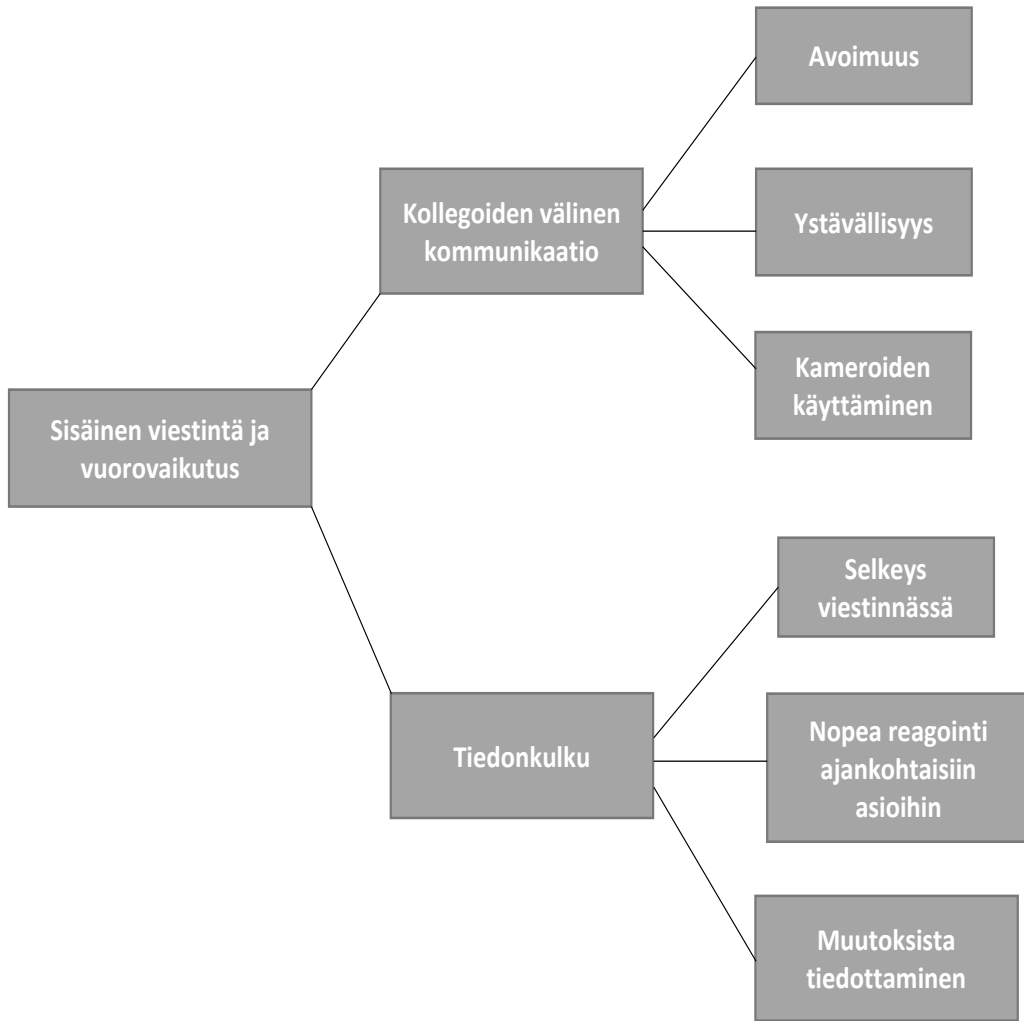 Avoimuus
Kollegoiden välinen
kommunikaatio
Ystävällisyys
Kameroiden
käyttäminen
Sisäinen viestintä ja
vuorovaikutus
Selkeys
viestinnässä
Tiedonkulku
Nopea reagointi
ajankohtaisiin
asioihin
Muutoksista
tiedottaminen